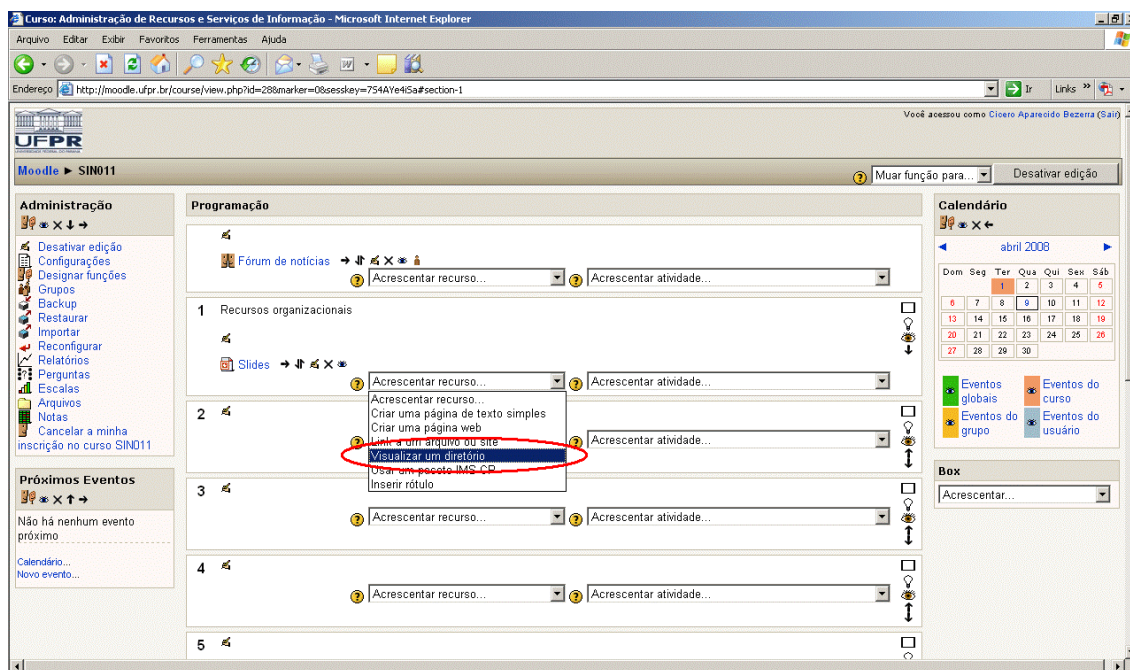 Curso: Administração de Recursos e Serviços de Informação - Microsoft Internet Explorer
Arquivo Editar Exibir Favoritos Ferramentas Ajuda
Endereço http://moodle.ufpr.br/course/view.php?id=28&marker=0&sesskey=754AYe4iSa#section-1 Ir Links »
UFPR
Você acessou como Cicero Aparecido Bezerra (Sair)
Moodle ► SIN011
Muar função para... Desativar edição
Administração
Desativar edição
Configurações
Designar funções
Grupos
Backup
Restaurar
Importar
Reconfigurar
Relatórios
Perguntas
Escalas
Arquivos
Notas
Cancelar a minha
inscrição no curso SIN011
Próximos Eventos
Não há nenhum evento
próximo
Calendário...
Novo evento...
Programação
Fórum de notícias
Acrescentar recurso... Acrescentar atividade...
1 Recursos organizacionais
Slides
Acrescentar recurso... Acrescentar atividade...
Acrescentar recurso...
Criar uma página de texto simples
Criar uma página web
Link a um arquivo ou site
Visualizar um diretório
Usar um pacote IMS CP
Inserir rótulo
2
Acrescentar atividade...
3
Acrescentar recurso... Acrescentar atividade...
4
Acrescentar recurso... Acrescentar atividade...
5
Calendário
abril 2008
Dom Seg Ter Qua Qui Sex Sáb
1 2 3 4 5
6 7 8 9 10 11 12
13 14 15 16 17 18 19
20 21 22 23 24 25 26
27 28 29 30
Eventos globais
Eventos do curso
Eventos do grupo
Eventos do usuário
Box
Acrescentar...